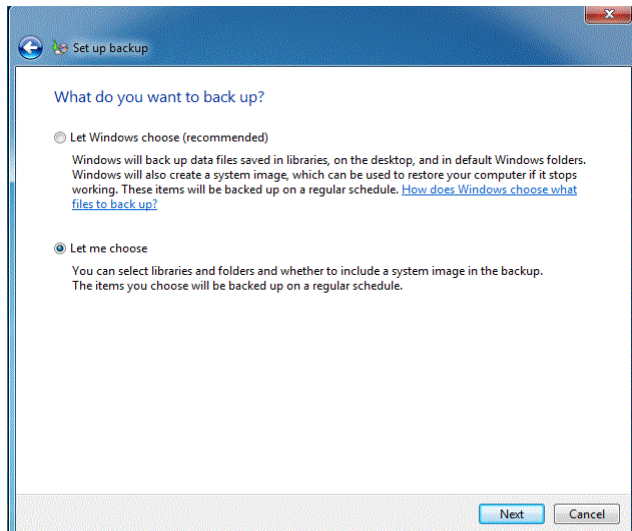 Set up backup
What do you want to back up?
Let Windows choose (recommended)
Windows will back up data files saved in libraries, on the desktop, and in default Windows folders.
Windows will also create a system image, which can be used to restore your computer if it stops
working. These items will be backed up on a regular schedule. How does Windows choose what
files to back up?
Let me choose
You can select libraries and folders and whether to include a system image in the backup.
The items you choose will be backed up on a regular schedule.
Next Cancel